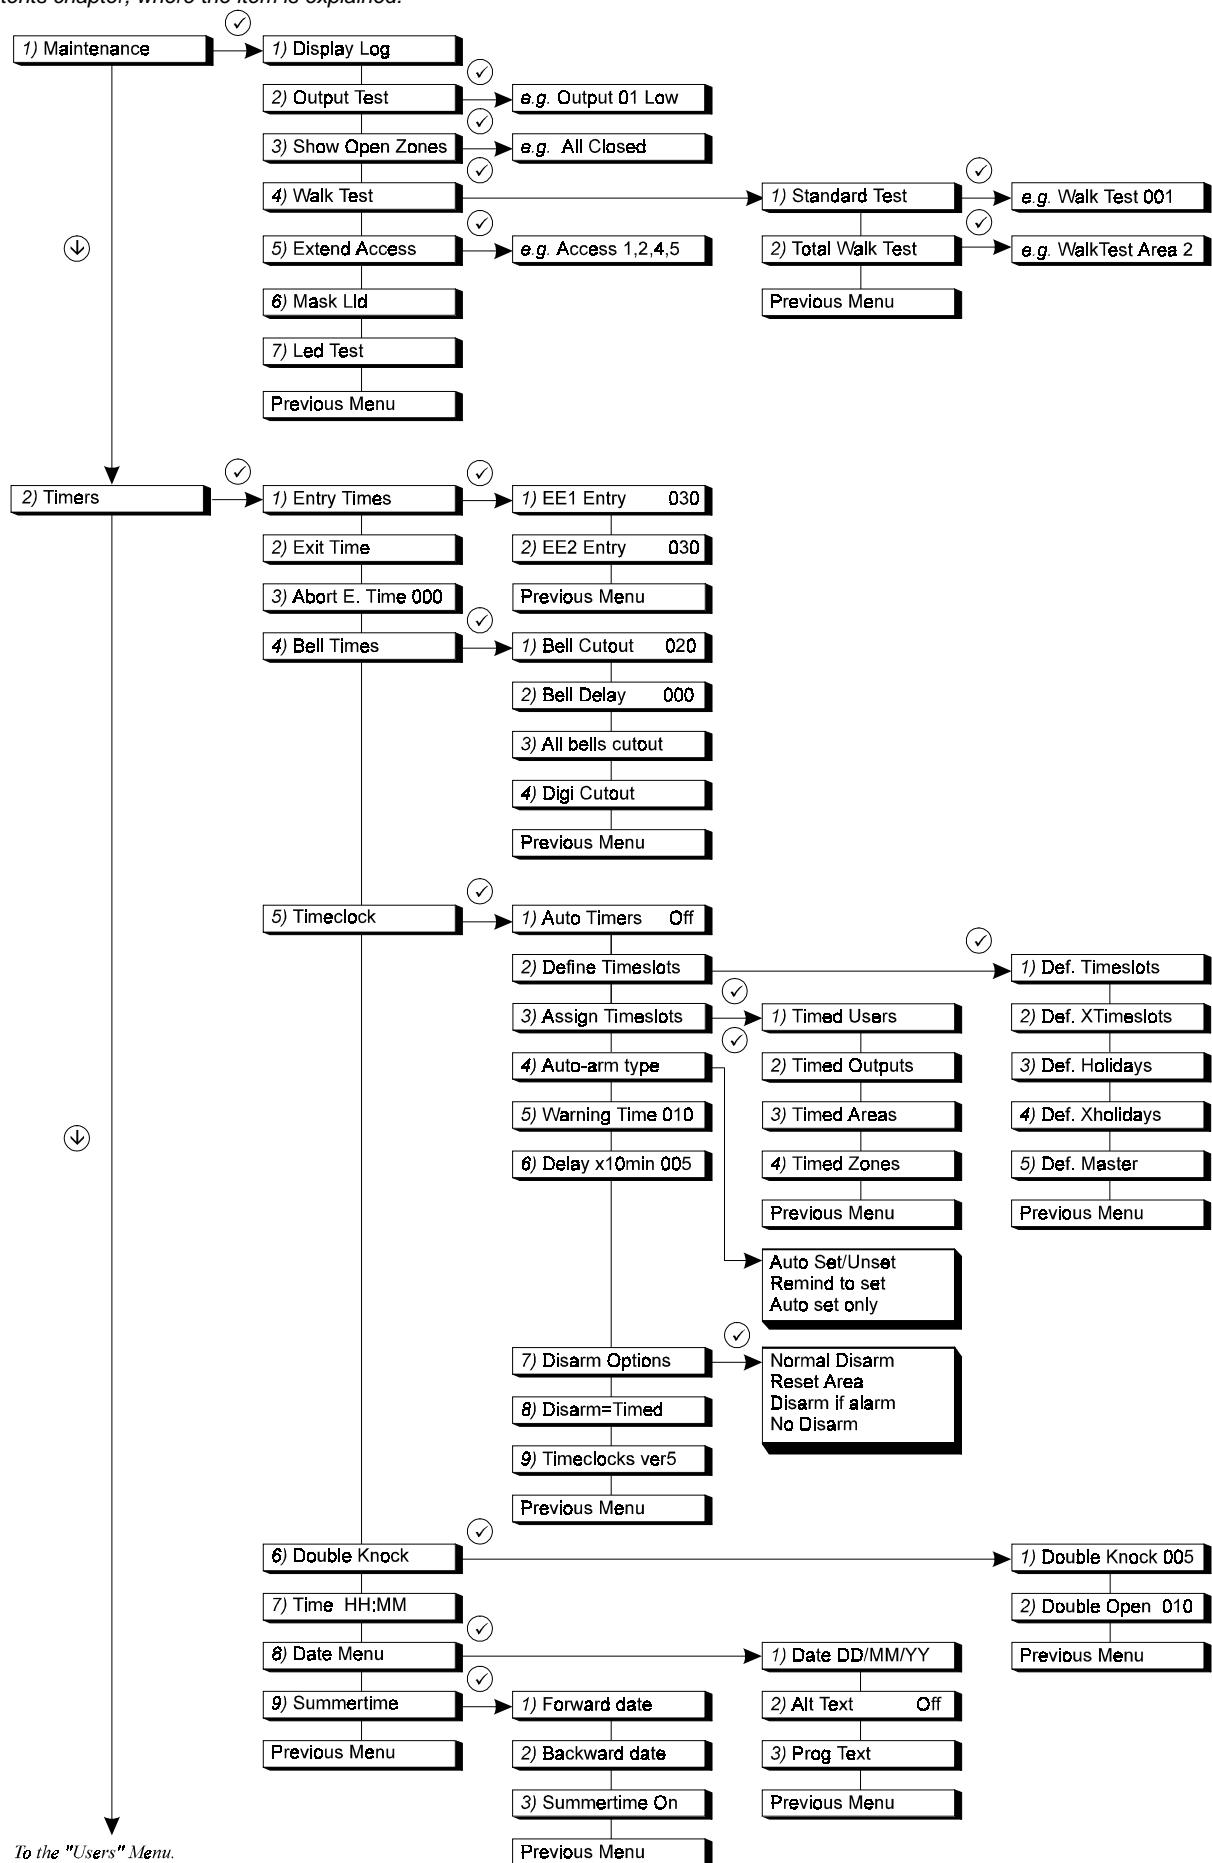 tents chapter, where the item is explained.
1) Maintenance
1) Display Log
2) Output Test
e.g. Output 01 Low
3) Show Open Zones
e.g. All Closed
4) Walk Test
1) Standard Test
e.g. Walk Test 001
5) Extend Access
e.g. Access 1,2,4,5
2) Total Walk Test
e.g. WalkTest Area 2
6) Mask LId
Previous Menu
7) Led Test
Previous Menu
2) Timers
1) Entry Times
1) EE1 Entry 030
2) Exit Time
2) EE2 Entry 030
3) Abort E. Time 000
Previous Menu
4) Bell Times
1) Bell Cutout 020
2) Bell Delay 000
3) All bells cutout
4) Digi Cutout
Previous Menu
5) Timeclock
1) Auto Timers Off
2) Define Timeslots
1) Def. Timeslots
3) Assign Timeslots
1) Timed Users
2) Def. XTimeslots
4) Auto-arm type
2) Timed Outputs
3) Def. Holidays
5) Warning Time 010
3) Timed Areas
4) Def. Xholidays
6) Delay x10min 005
4) Timed Zones
5) Def. Master
Previous Menu
Previous Menu
Auto Set/Unset
Remind to set
Auto set only
7) Disarm Options
Normal Disarm
Reset Area
Disarm if alarm
No Disarm
8) Disarm=Timed
9) Timeclocks ver5
Previous Menu
6) Double Knock
1) Double Knock 005
7) Time HH:MM
2) Double Open 010
8) Date Menu
1) Date DD/MM/YY
Previous Menu
9) Summertime
1) Forward date
2) Alt Text Off
Previous Menu
2) Backward date
3) Prog Text
3) Summertime On
Previous Menu
To the "Users" Menu.
Previous Menu